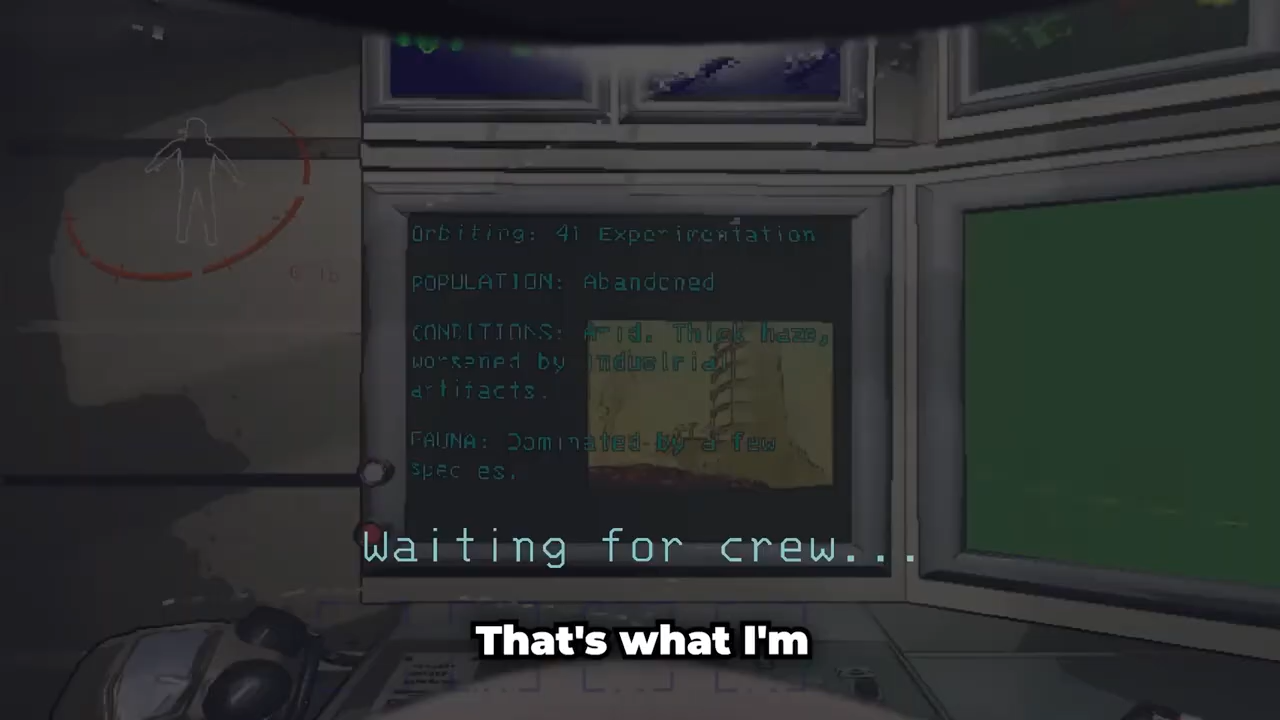 Orbiting: 41 Experimentation
POPULATION: Abandoned
CONDITIONS: Arid. Thick haze,
worsened by industrial
artifacts.
FAUNA: Dominated by a few
species.
Waiting for crew...
That's what I'm